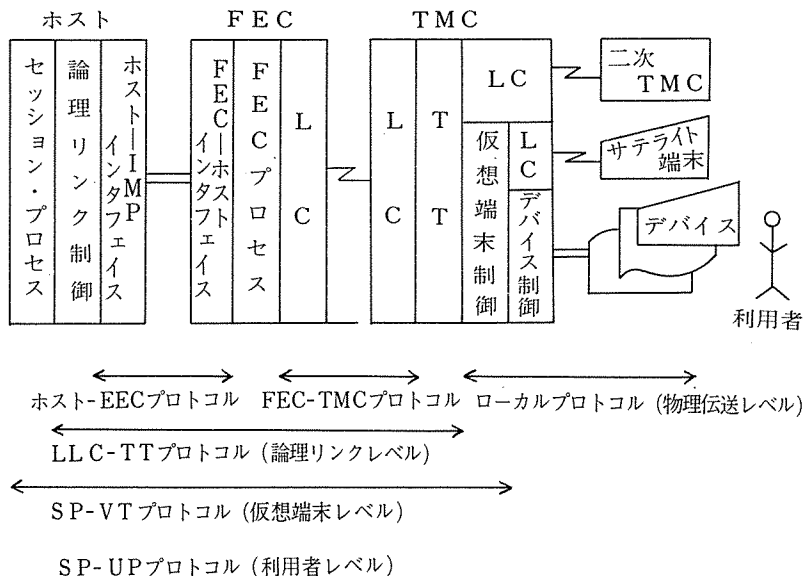 ホスト
FEC
TMC
セッション・プロセス
論理リンク制御
ホスト―IMP
インタフェイス
FEC―ホスト
インタフェイス
FECプロセス
LC
LC
TT
LC
仮想端末制御
LC
デバイス制御
二次
TMC
サテライト
端末
デバイス
利用者
ホスト-EECプロトコル
FEC-TMCプロトコル
ローカルプロトコル(物理伝送レベル)
LLC-TTプロトコル(論理リンクレベル)
SP-VTプロトコル(仮想端末レベル)
SP-UPプロトコル(利用者レベル)